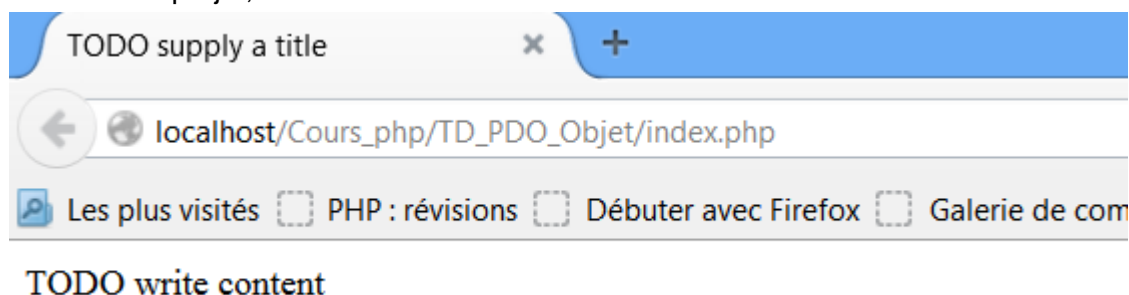 TODO supply a title
localhost/Cours_php/TD_PDO_Objet/index.php
Les plus visités PHP : révisions Débuter avec Firefox Galerie de com
TODO write content